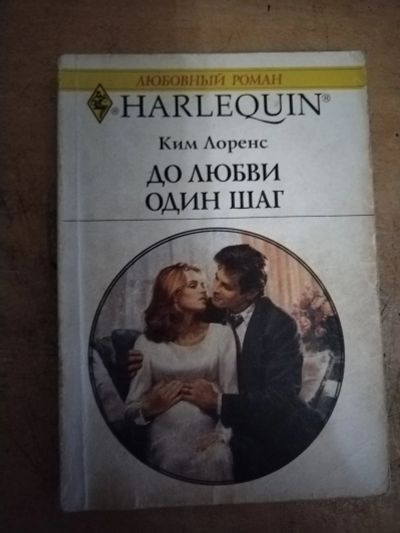 ЛЮБОВНЫЙ РОМАН
® HARLEQUIN®
Ким Лоренс
ДО ЛЮБВИ
ОДИН ШАГ